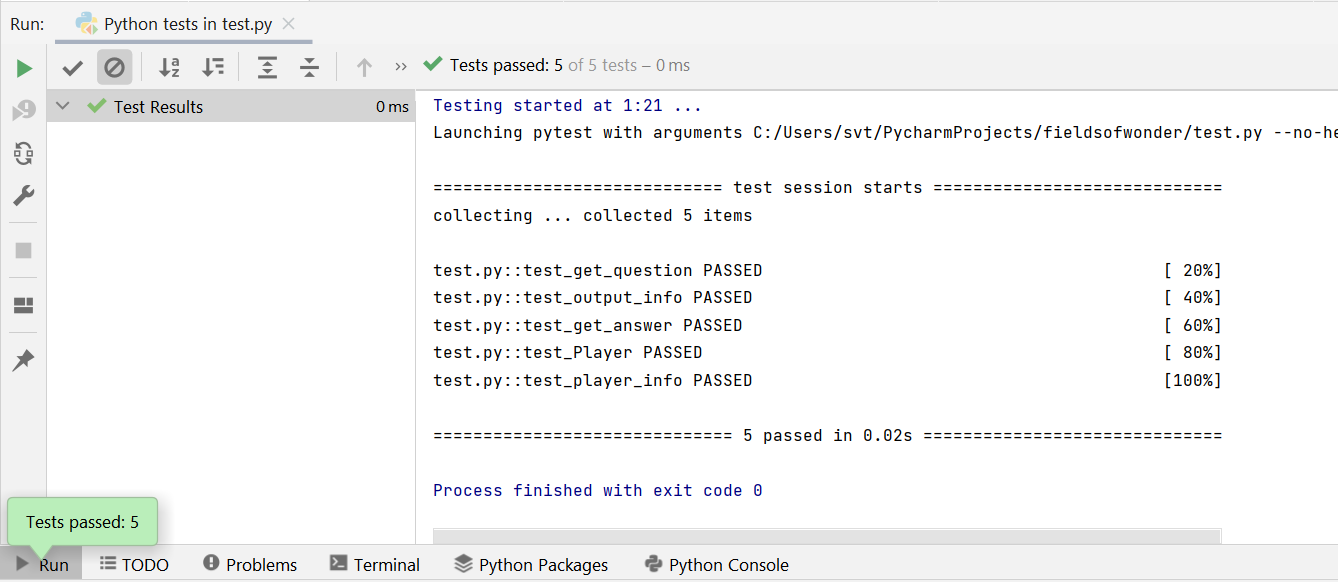 Run: Python tests in test.py
Tests passed: 5 of 5 tests – 0 ms
Test Results 0 ms
Testing started at 1:21 ...
Launching pytest with arguments C:/Users/svt/PycharmProjects/fieldsofwonder/test.py --no-he
============================= test session starts =============================
collecting ... collected 5 items
test.py::test_get_question PASSED [ 20%]
test.py::test_output_info PASSED [ 40%]
test.py::test_get_answer PASSED [ 60%]
test.py::test_Player PASSED [ 80%]
test.py::test_player_info PASSED [100%]
============================== 5 passed in 0.02s ==============================
Process finished with exit code 0
Tests passed: 5
Run TODO Problems Terminal Python Packages Python Console